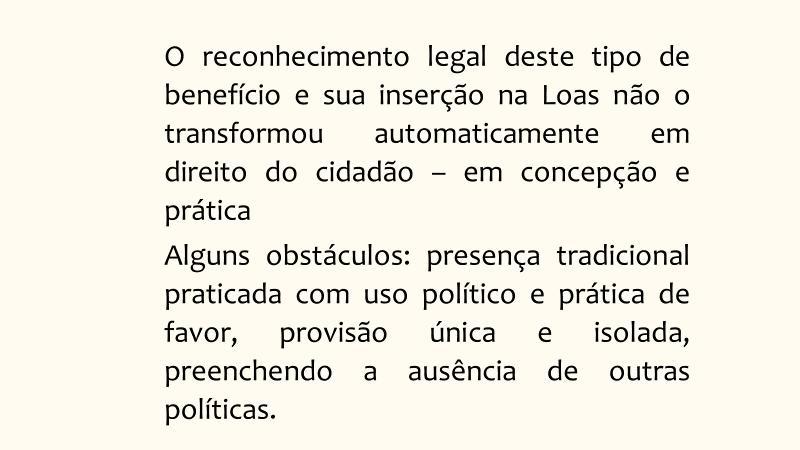 O reconhecimento legal deste tipo de
benefício e sua inserção na Loas não o
transformou automaticamente em
direito do cidadão – em concepção e
prática
Alguns obstáculos: presença tradicional
praticada com uso político e prática de
favor, provisão única e isolada,
preenchendo a ausência de outras
políticas.